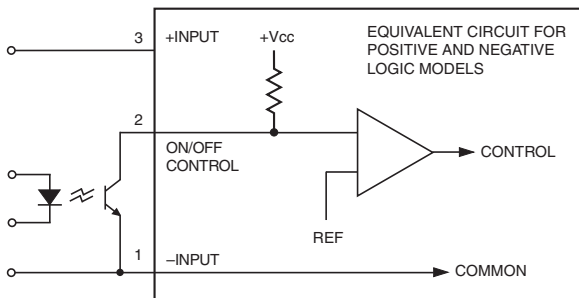 EQUIVALENT CIRCUIT FOR
POSITIVE AND NEGATIVE
LOGIC MODELS
3
+INPUT
+Vcc
2
ON/OFF
CONTROL
CONTROL
REF
1
–INPUT
COMMON